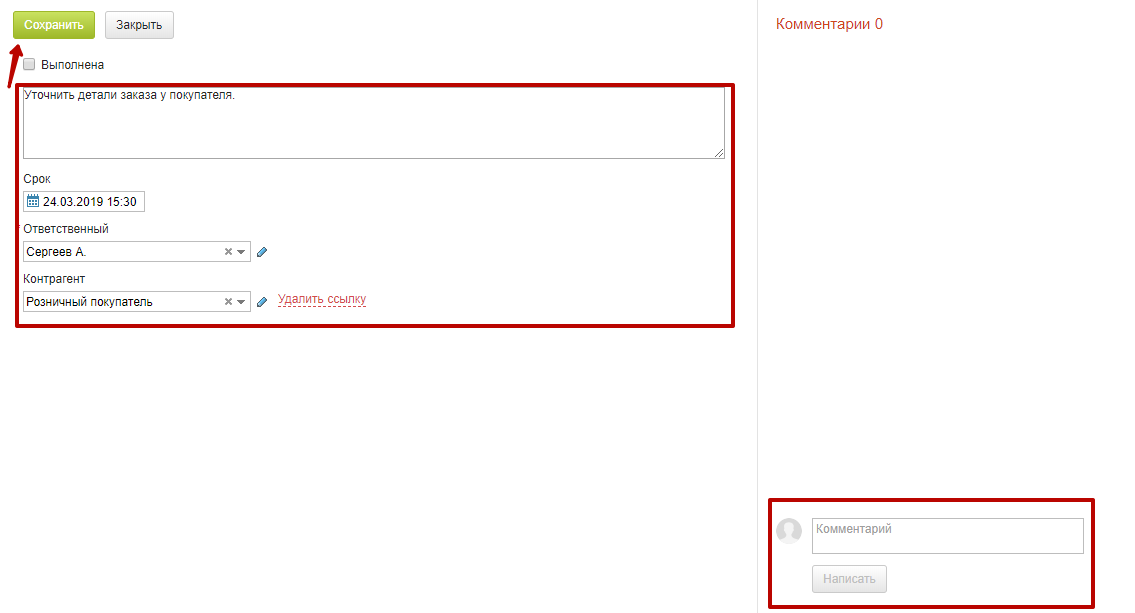 Сохранить Закрыть
Выполнена
Уточнить детали заказа у покупателя.
Срок
24.03.2019 15:30
* Ответственный
Сергеев А.
Контрагент
Розничный покупатель Удалить ссылку
Комментарии 0
Комментарий
Написать